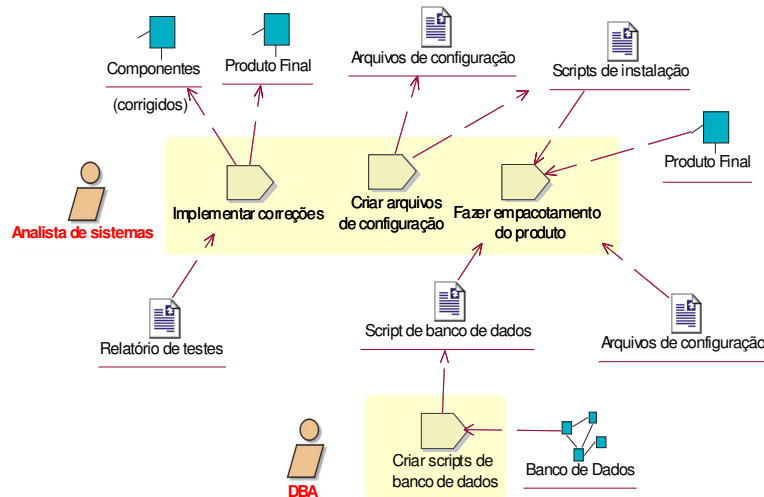 Componentes
(corrigidos)
Produto Final
Arquivos de configuração
Scripts de instalação
Produto Final
Analista de sistemas
Implementar correções
Criar arquivos
de configuração
Fazer empacotamento
do produto
Relatório de testes
Script de banco de dados
Arquivos de configuração
DBA
Criar scripts de
banco de dados
Banco de Dados